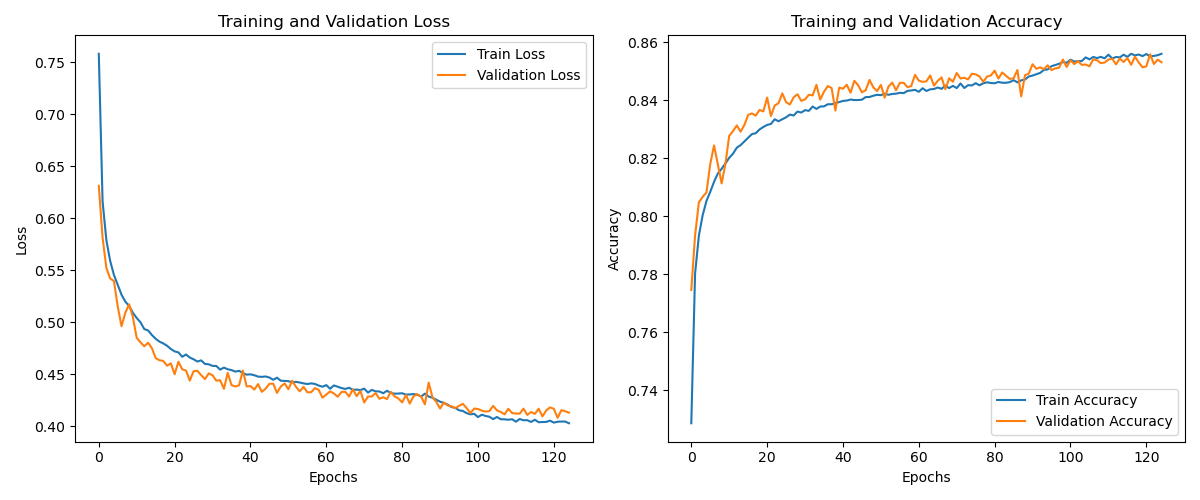 Training and Validation Loss
Train Loss
Validation Loss
0.75
0.70
0.65
0.60
0.55
0.50
0.45
0.40
Loss
0 20 40 60 80 100 120
Epochs
Training and Validation Accuracy
0.86
0.84
0.82
0.80
0.78
0.76
0.74
Accuracy
Train Accuracy
Validation Accuracy
0 20 40 60 80 100 120
Epochs